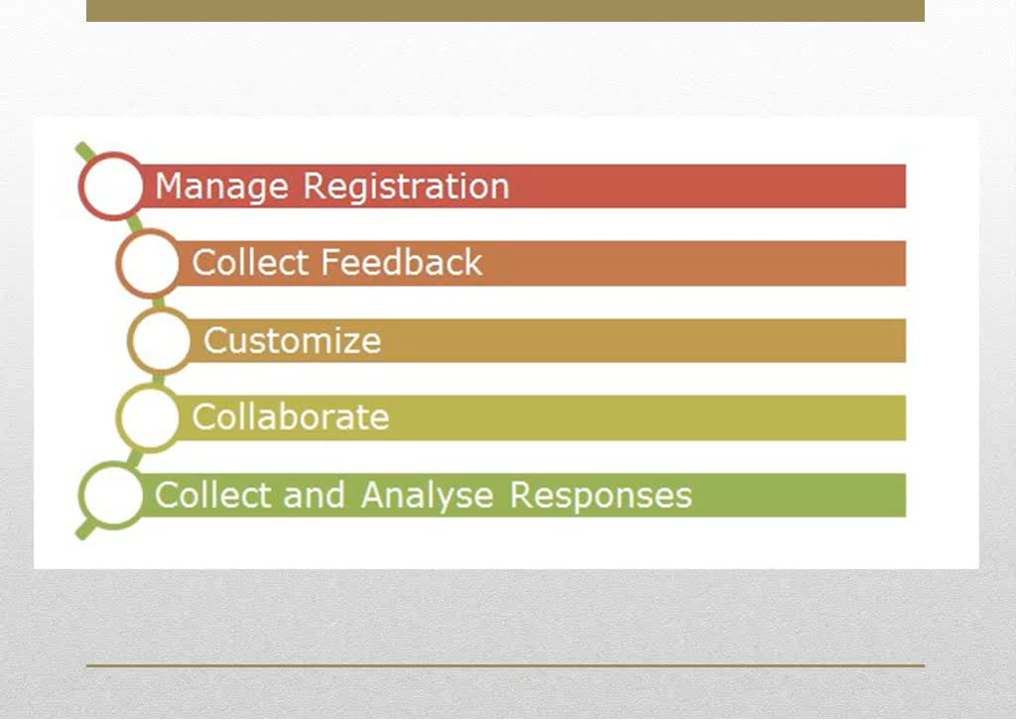 Manage Registration
Collect Feedback
Customize
Collaborate
Collect and Analyse Responses